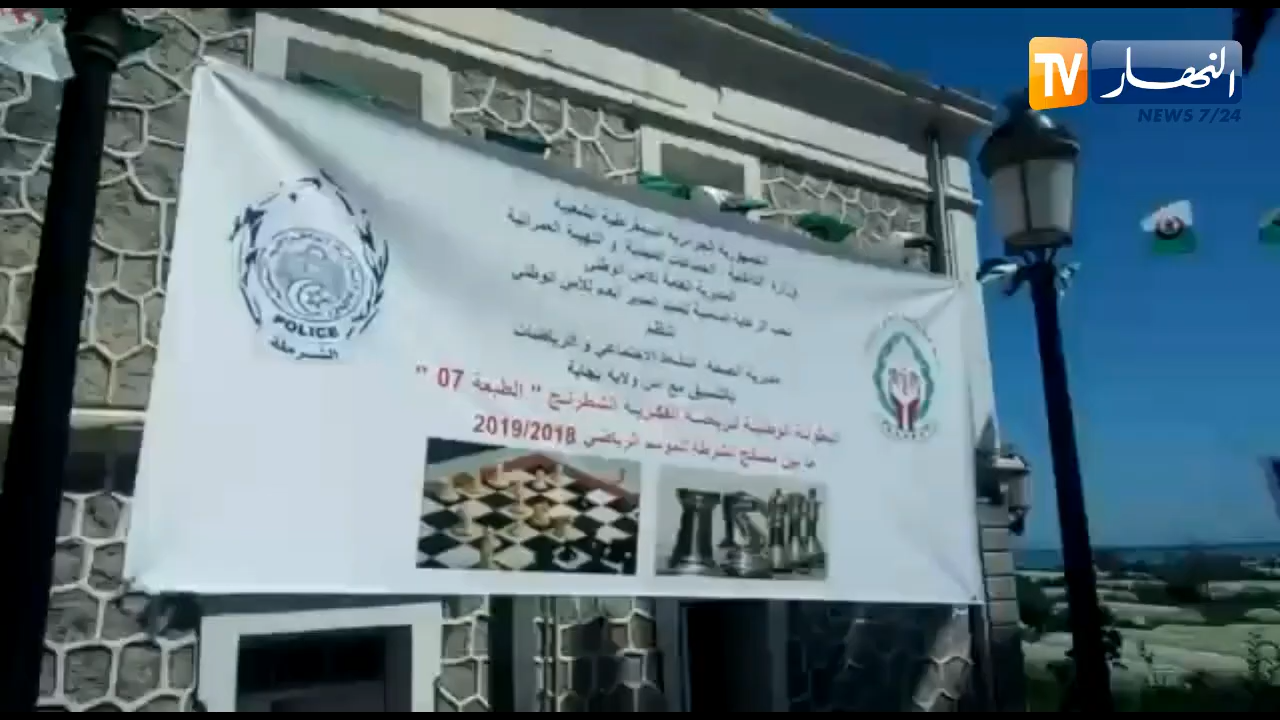 TV النهار
NEWS 7/24
الجمهورية الجزائرية الديمقراطية الشعبية
وزارة الداخلية الجماعات المحلية و التهيئة العمرانية
المديرية العامة للأمن الوطني
تحت الرعاية السامية للسيد المدير العام للأمن الوطني
تنظم
مديرية الصحة النشاط الاجتماعي و الرياضات
بالتنسيق مع أمن ولاية بجاية
البطولة الوطنية للرياضة الفكرية الشطرنج " الطبعة 07 "
ما بين مصالح الشرطة للموسم الرياضي 2019/2018
POLICE
الشرطة